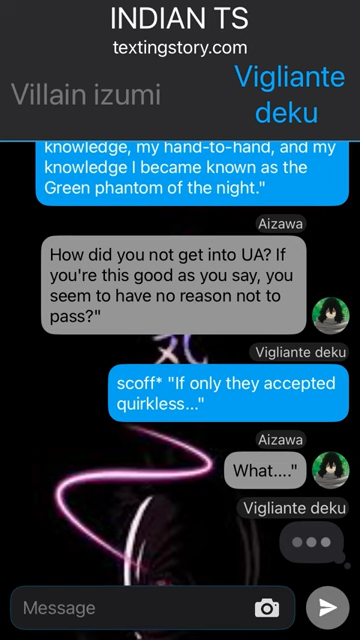 INDIAN TS
textingstory.com
Villain izumi
Vigliante
deku
knowledge, my hand-to-hand, and my
knowledge I became known as the
Green phantom of the night."
Aizawa
How did you not get into UA? If
you're this good as you say, you
seem to have no reason not to
pass?"
Vigliante deku
scoff* "If only they accepted
quirkless..."
Aizawa
What...."
Vigliante deku
Message